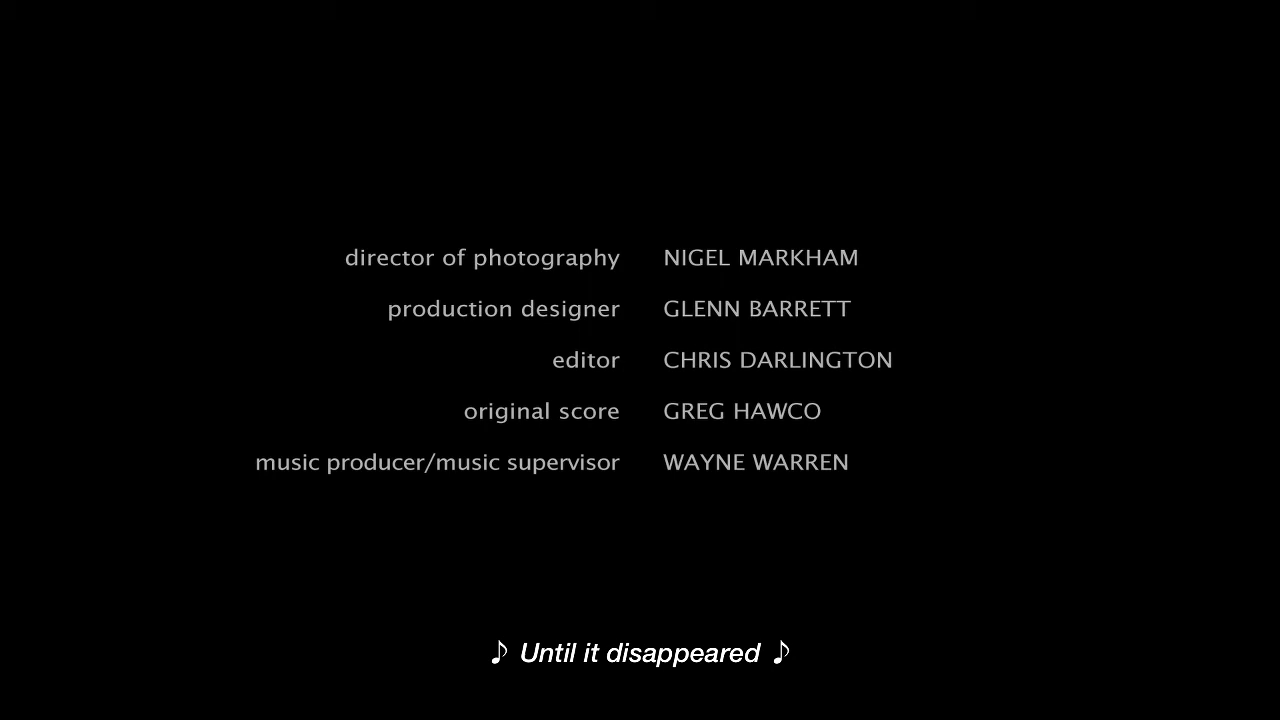 director of photography NIGEL MARKHAM
production designer GLENN BARRETT
editor CHRIS DARLINGTON
original score GREG HAWCO
music producer/music supervisor WAYNE WARREN
♪ Until it disappeared ♪